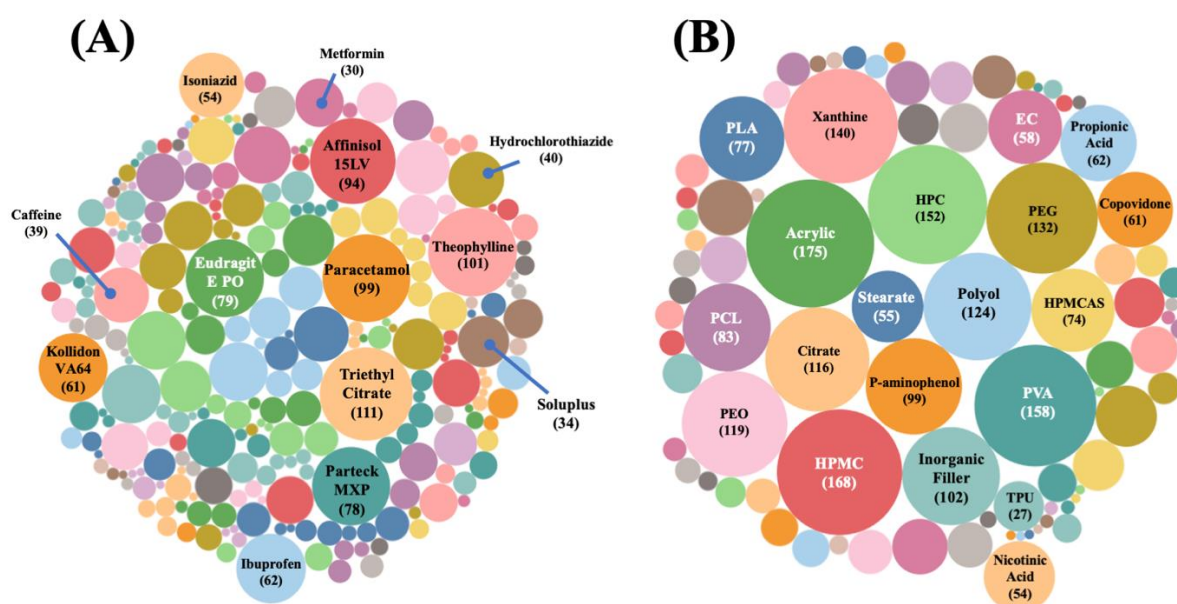 (A)
Isoniazid
(54)
Metformin
(30)
Affinisol
15LV
(94)
Hydrochlorothiazide
(40)
Caffeine
(39)
Eudragit
E PO
(79)
Paracetamol
(99)
Theophylline
(101)
Kollidon
VA64
(61)
Triethyl
Citrate
(111)
Soluplus
(34)
Parteck
MXP
(78)
Ibuprofen
(62)
(B)
PLA
(77)
Xanthine
(140)
EC
(58)
Propionic
Acid
(62)
HPC
(152)
Acrylic
(175)
PEG
(132)
Copovidone
(61)
Stearate
(55)
Polyol
(124)
HPMCAS
(74)
PCL
(83)
Citrate
(116)
P-aminophenol
(99)
PVA
(158)
PEO
(119)
HPMC
(168)
Inorganic
Filler
(102)
TPU
(27)
Nicotinic
Acid
(54)